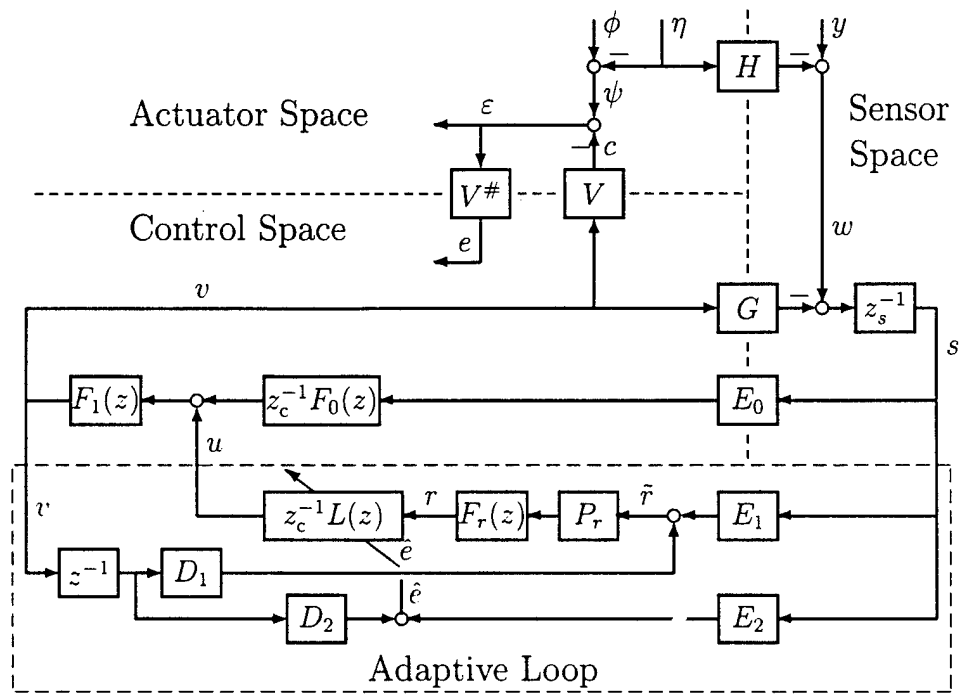 ϕ η y
− H −
ψ
Actuator Space ε Sensor
Space
− c
V# V
Control Space e w
v G − z_s^{-1}
s
F_1(z) z_c^{-1}F_0(z) E_0
u
v z_c^{-1}L(z) r F_r(z) P_r r̃ E_1
ê
z^{-1} D_1
ê
D_2 E_2
Adaptive Loop